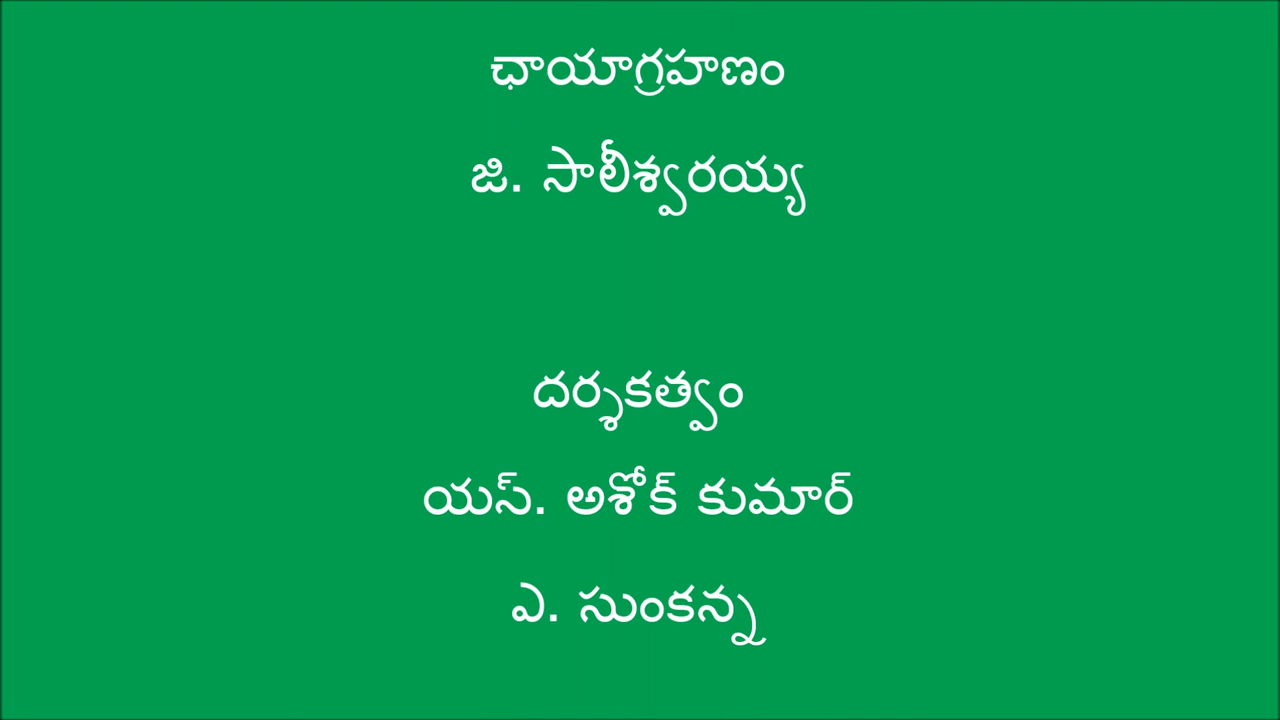 ఛాయాగ్రహణం
జి. సాలీశ్వరయ్య
దర్శకత్వం
యస్. అశోక్ కుమార్
ఎ. సుంకన్న